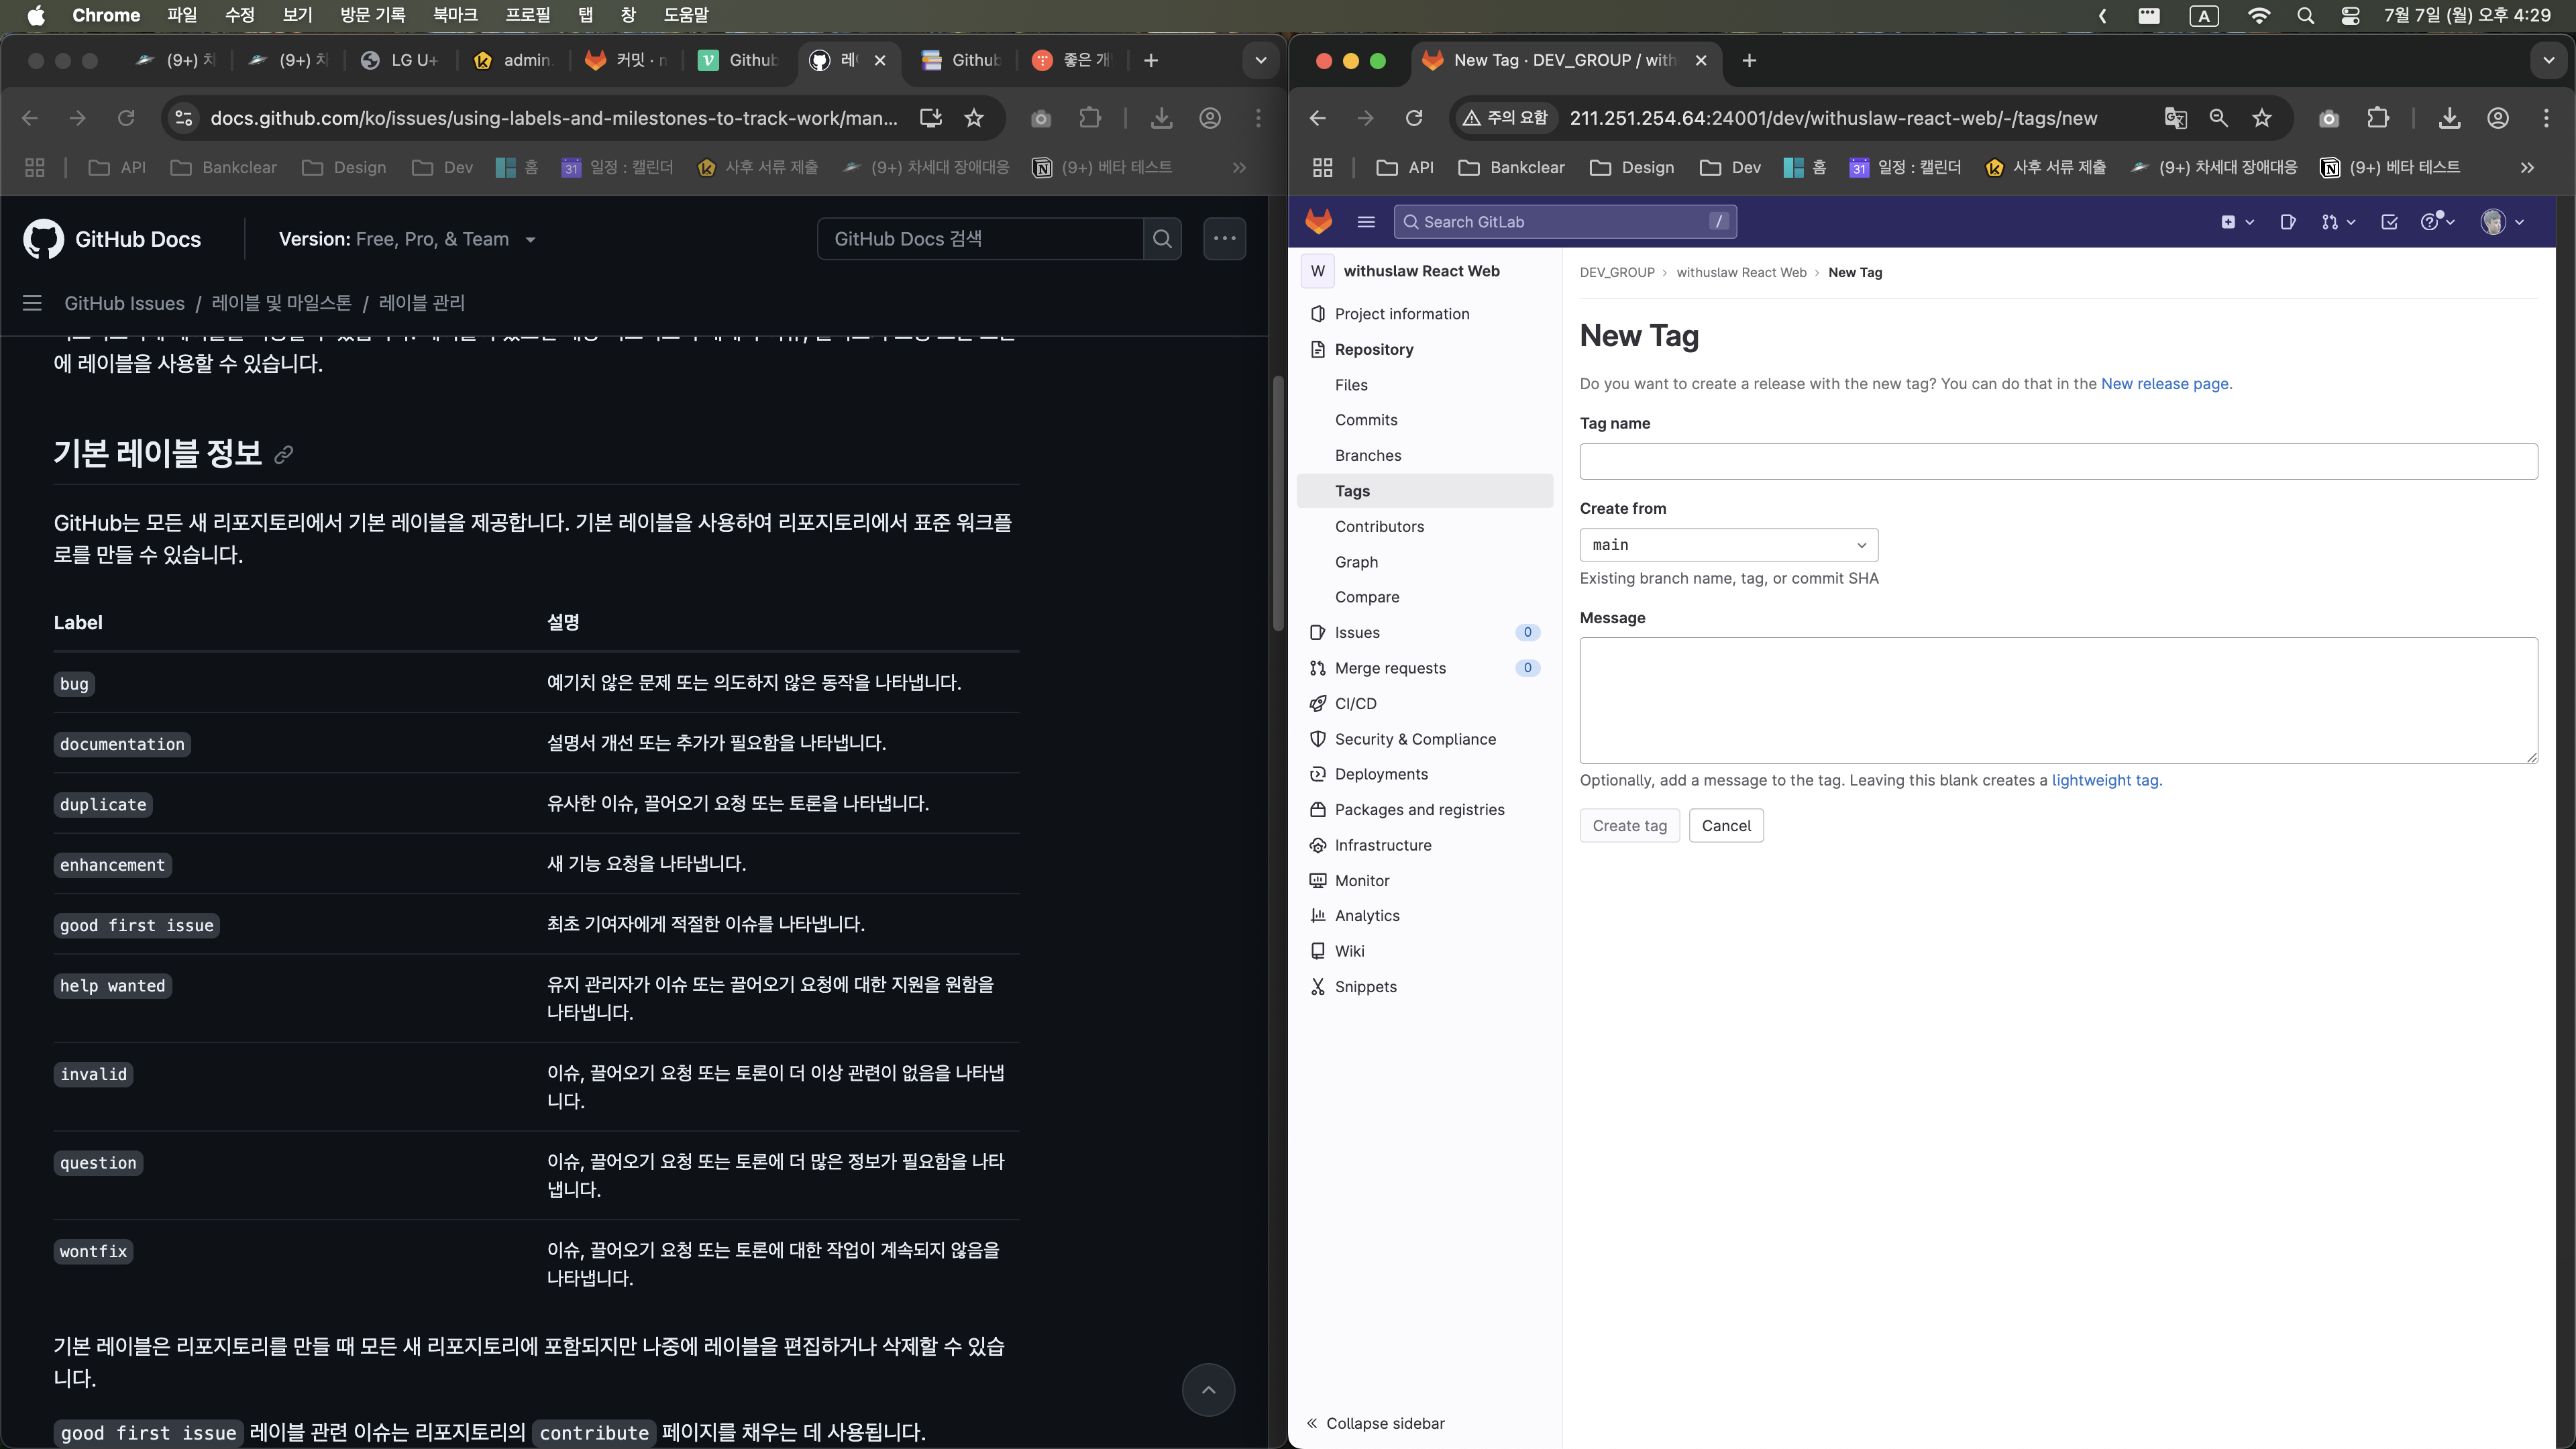 Chrome 파일 수정 보기 방문 기록 북마크 프로필 탭 창 도움말
A 7월 7일 (월) 오후 4:29
(9+) (9+) LG U+ admin. 커밋 · Github Github 좋은 개
docs.github.com/ko/issues/using-labels-and-milestones-to-track-work/man...
API Bankclear Design Dev 홈 31 일정 : 캘린더 사후 서류 제출 (9+) 차세대 장애대응 (9+) 베타 테스트
GitHub Docs Version: Free, Pro, & Team GitHub Docs 검색
GitHub Issues / 레이블 및 마일스톤 / 레이블 관리
에 레이블을 사용할 수 있습니다.
기본 레이블 정보
GitHub는 모든 새 리포지토리에서 기본 레이블을 제공합니다. 기본 레이블을 사용하여 리포지토리에서 표준 워크플
로를 만들 수 있습니다.
Label 설명
bug 예기치 않은 문제 또는 의도하지 않은 동작을 나타냅니다.
documentation 설명서 개선 또는 추가가 필요함을 나타냅니다.
duplicate 유사한 이슈, 끌어오기 요청 또는 토론을 나타냅니다.
enhancement 새 기능 요청을 나타냅니다.
good first issue 최초 기여자에게 적절한 이슈를 나타냅니다.
help wanted 유지 관리자가 이슈 또는 끌어오기 요청에 대한 지원을 원함을
나타냅니다.
invalid 이슈, 끌어오기 요청 또는 토론이 더 이상 관련이 없음을 나타냅
니다.
question 이슈, 끌어오기 요청 또는 토론에 더 많은 정보가 필요함을 나타
냅니다.
wontfix 이슈, 끌어오기 요청 또는 토론에 대한 작업이 계속되지 않음을
나타냅니다.
기본 레이블은 리포지토리를 만들 때 모든 새 리포지토리에 포함되지만 나중에 레이블을 편집하거나 삭제할 수 있습
니다.
good first issue 레이블 관련 이슈는 리포지토리의 contribute 페이지를 채우는 데 사용됩니다.
New Tag · DEV_GROUP / with
주의 요함 211.251.254.64:24001/dev/withuslaw-react-web/-/tags/new
API Bankclear Design Dev 홈 31 일정 : 캘린더 사후 서류 제출 (9+) 차세대 장애대응 (9+) 베타 테스트
Search GitLab /
W withuslaw React Web
Project information
Repository
Files
Commits
Branches
Tags
Contributors
Graph
Compare
Issues 0
Merge requests 0
CI/CD
Security & Compliance
Deployments
Packages and registries
Infrastructure
Monitor
Analytics
Wiki
Snippets
Collapse sidebar
DEV_GROUP › withuslaw React Web › New Tag
New Tag
Do you want to create a release with the new tag? You can do that in the New release page.
Tag name
Create from
main
Existing branch name, tag, or commit SHA
Message
Optionally, add a message to the tag. Leaving this blank creates a lightweight tag.
Create tag Cancel